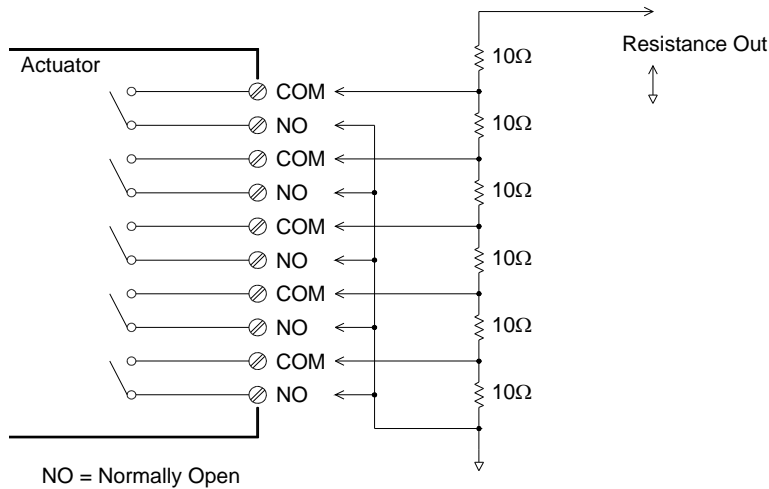 Resistance Out
10Ω
Actuator
COM
10Ω
NO
COM
10Ω
NO
COM
10Ω
NO
COM
10Ω
NO
COM
10Ω
NO
NO = Normally Open